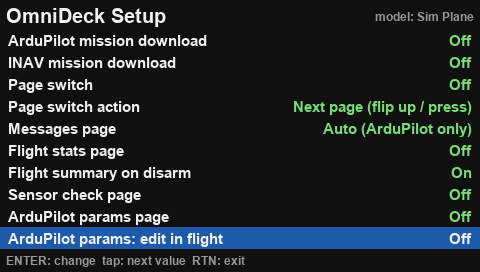 OmniDeck Setup model: Sim Plane
ArduPilot mission download Off
INAV mission download Off
Page switch Off
Page switch action Next page (flip up / press)
Messages page Auto (ArduPilot only)
Flight stats page Off
Flight summary on disarm On
Sensor check page Off
ArduPilot params page Off
ArduPilot params: edit in flight Off
ENTER: change tap: next value RTN: exit